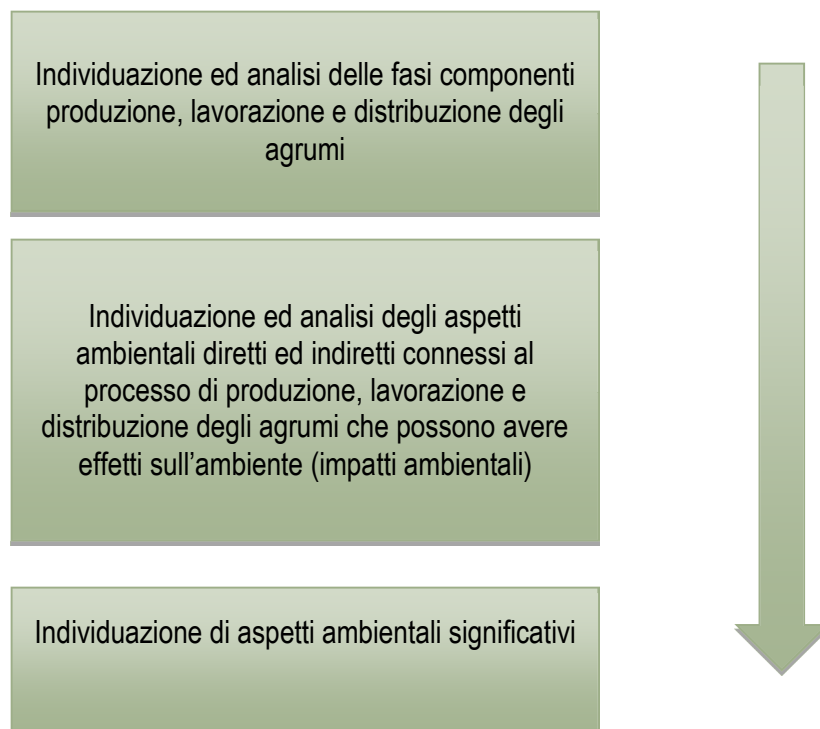 Individuazione ed analisi delle fasi componenti
produzione, lavorazione e distribuzione degli
agrumi
Individuazione ed analisi degli aspetti
ambientali diretti ed indiretti connessi al
processo di produzione, lavorazione e
distribuzione degli agrumi che possono avere
effetti sull’ambiente (impatti ambientali)
Individuazione di aspetti ambientali significativi